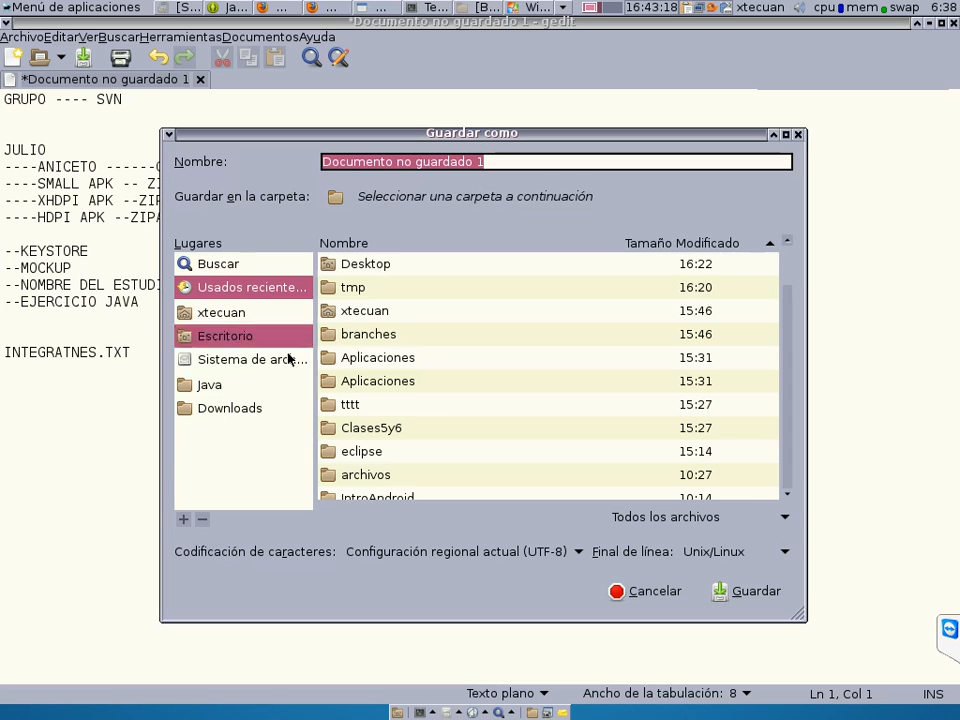 Menú de aplicaciones [S... Ja... ... ... ... Te... [B... Wi... 16:43:18 xtecuan cpu mem swap 6:38
*Documento no guardado 1 - gedit
Archivo Editar Ver Buscar Herramientas Documentos Ayuda
*Documento no guardado 1
GRUPO ---- SVN
JULIO
----ANICETO ------
----SMALL APK -- ZI
----XHDPI APK --ZIPA
----HDPI APK --ZIPA
--KEYSTORE
--MOCKUP
--NOMBRE DEL ESTUDI
--EJERCICIO JAVA
INTEGRATNES.TXT
Guardar como
Nombre: Documento no guardado 1
Guardar en la carpeta: Seleccionar una carpeta a continuación
Lugares
Buscar
Usados reciente...
xtecuan
Escritorio
Sistema de arc...
Java
Downloads
Nombre Tamaño Modificado
Desktop 16:22
tmp 16:20
xtecuan 15:46
branches 15:46
Aplicaciones 15:31
Aplicaciones 15:31
tttt 15:27
Clases5y6 15:27
eclipse 15:14
archivos 10:27
IntroAndroid 10:14
Todos los archivos
Codificación de caracteres: Configuración regional actual (UTF-8) Final de línea: Unix/Linux
Cancelar Guardar
Texto plano Ancho de la tabulación: 8 Ln 1, Col 1 INS